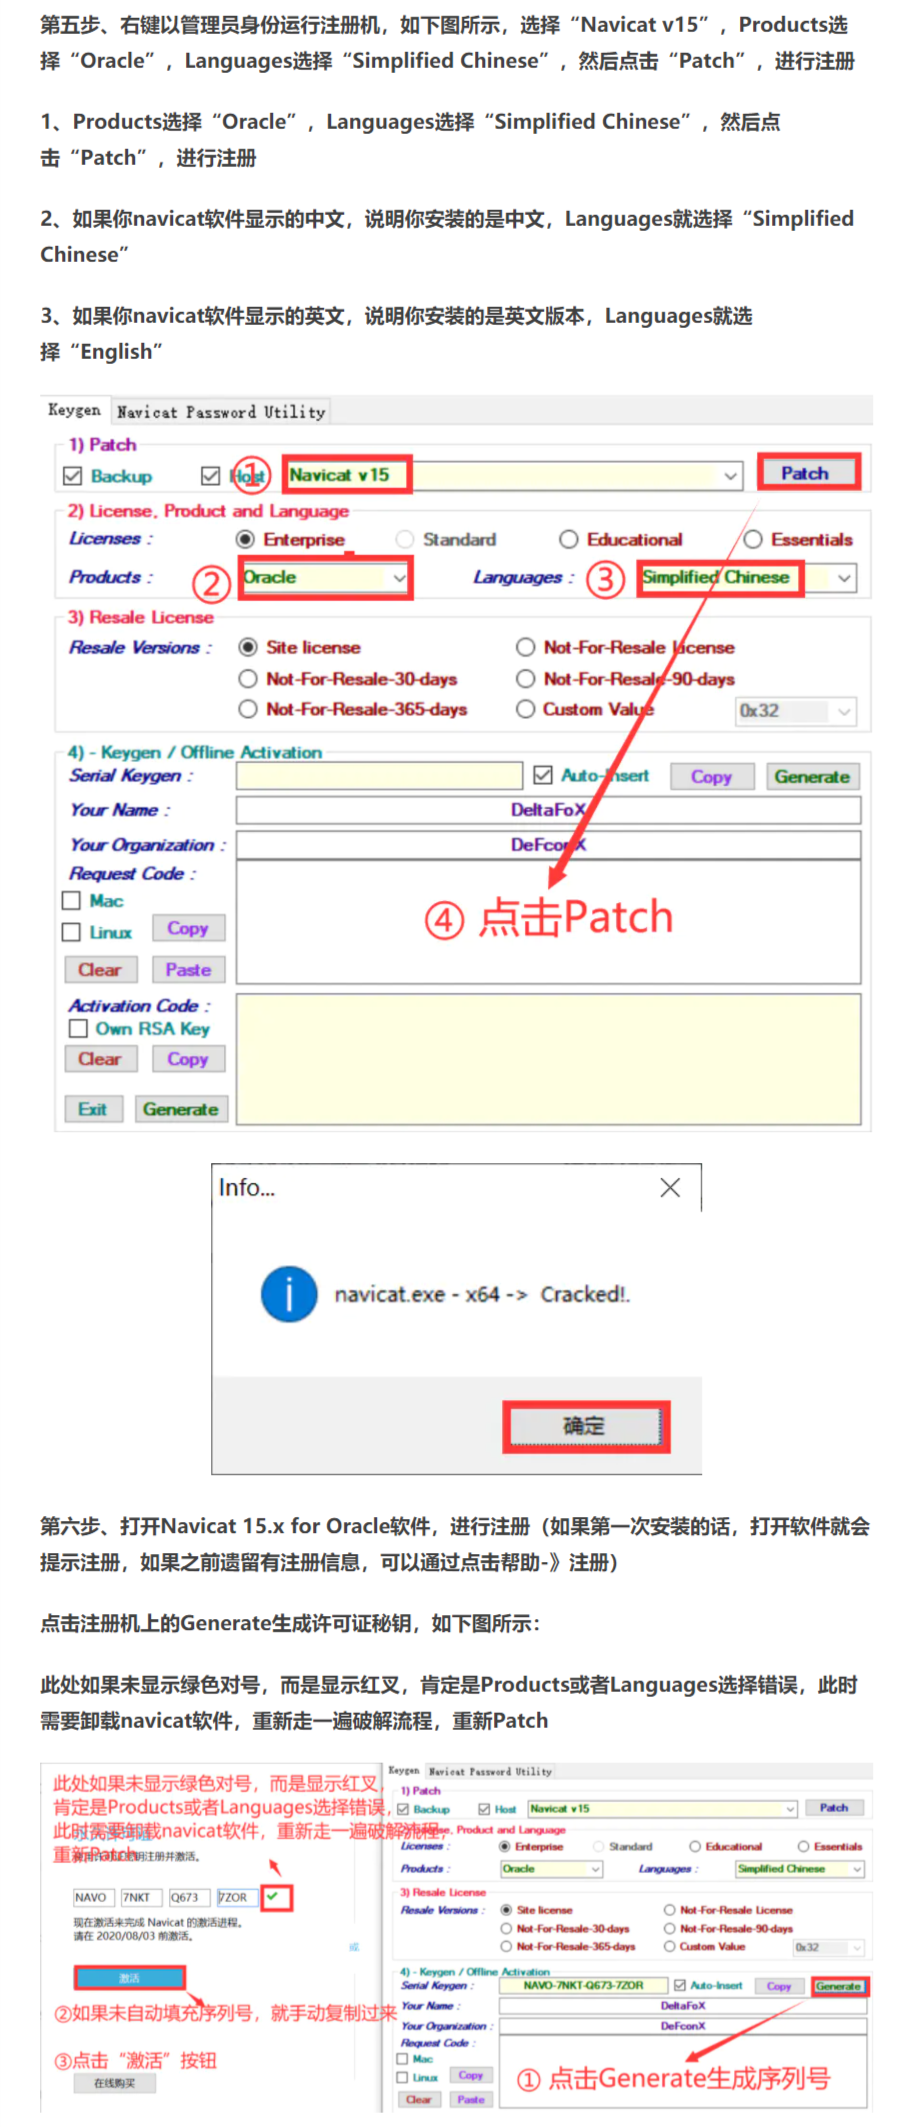 第五步、右键以管理员身份运行注册机，如下图所示，选择“Navicat v15”，Products选
择“Oracle”，Languages选择“Simplified Chinese”，然后点击“Patch”，进行注册
1、Products选择“Oracle”，Languages选择“Simplified Chinese”，然后点
击“Patch”，进行注册
2、如果你navicat软件显示的中文，说明你安装的是中文，Languages就选择“Simplified
Chinese”
3、如果你navicat软件显示的英文，说明你安装的是英文版本，Languages就选
择“English”
Keygen Navicat Password Utility
1) Patch
Backup Host ① Navicat v15 Patch
2) License, Product and Language
Licenses : Enterprise Standard Educational Essentials
Products : ② Oracle Languages : ③ Simplified Chinese
3) Resale License
Resale Versions : Site license Not-For-Resale License
Not-For-Resale-30-days Not-For-Resale-90-days
Not-For-Resale-365-days Custom Value 0x32
4) - Keygen / Offline Activation
Serial Keygen : Auto-Insert Copy Generate
Your Name : DeltaFoX
Your Organization : DeFconX
Request Code :
Mac
Linux Copy
④ 点击Patch
Clear Paste
Activation Code :
Own RSA Key
Clear Copy
Exit Generate
Info...
navicat.exe - x64 -> Cracked!.
确定
第六步、打开Navicat 15.x for Oracle软件，进行注册（如果第一次安装的话，打开软件就会
提示注册，如果之前遗留有注册信息，可以通过点击帮助-》注册）
点击注册机上的Generate生成许可证秘钥，如下图所示：
此处如果未显示绿色对号，而是显示红叉，肯定是Products或者Languages选择错误，此时
需要卸载navicat软件，重新走一遍破解流程，重新Patch
此处如果未显示绿色对号，而是显示红叉，
肯定是Products或者Languages选择错误，
此时需要卸载navicat软件，重新走一遍破解流程，
重新Patch
钥注册并激活。
NAVO 7NKT Q673 7ZOR
现在激活来完成 Navicat 的激活进程。
请在 2020/08/03 前激活。
或
激活
②如果未自动填充序列号，就手动复制过来
③点击“激活”按钮
在线购买
Keygen Navicat Password Utility
1) Patch
Backup Host Navicat v15 Patch
se, Product and Language
Licenses : Enterprise Standard Educational Essentials
Products : Oracle Languages : Simplified Chinese
3) Resale License
Resale Versions : Site license Not-For-Resale License
Not-For-Resale-30-days Not-For-Resale-90-days
Not-For-Resale-365-days Custom Value 0x32
4) - Keygen / Offline Activation
Serial Keygen : NAVO-7NKT-Q673-7ZOR Auto-Insert Copy Generate
Your Name : DeltaFoX
Your Organization : DeFconX
Request Code :
Mac
Linux Copy
① 点击Generate生成序列号
Clear Paste